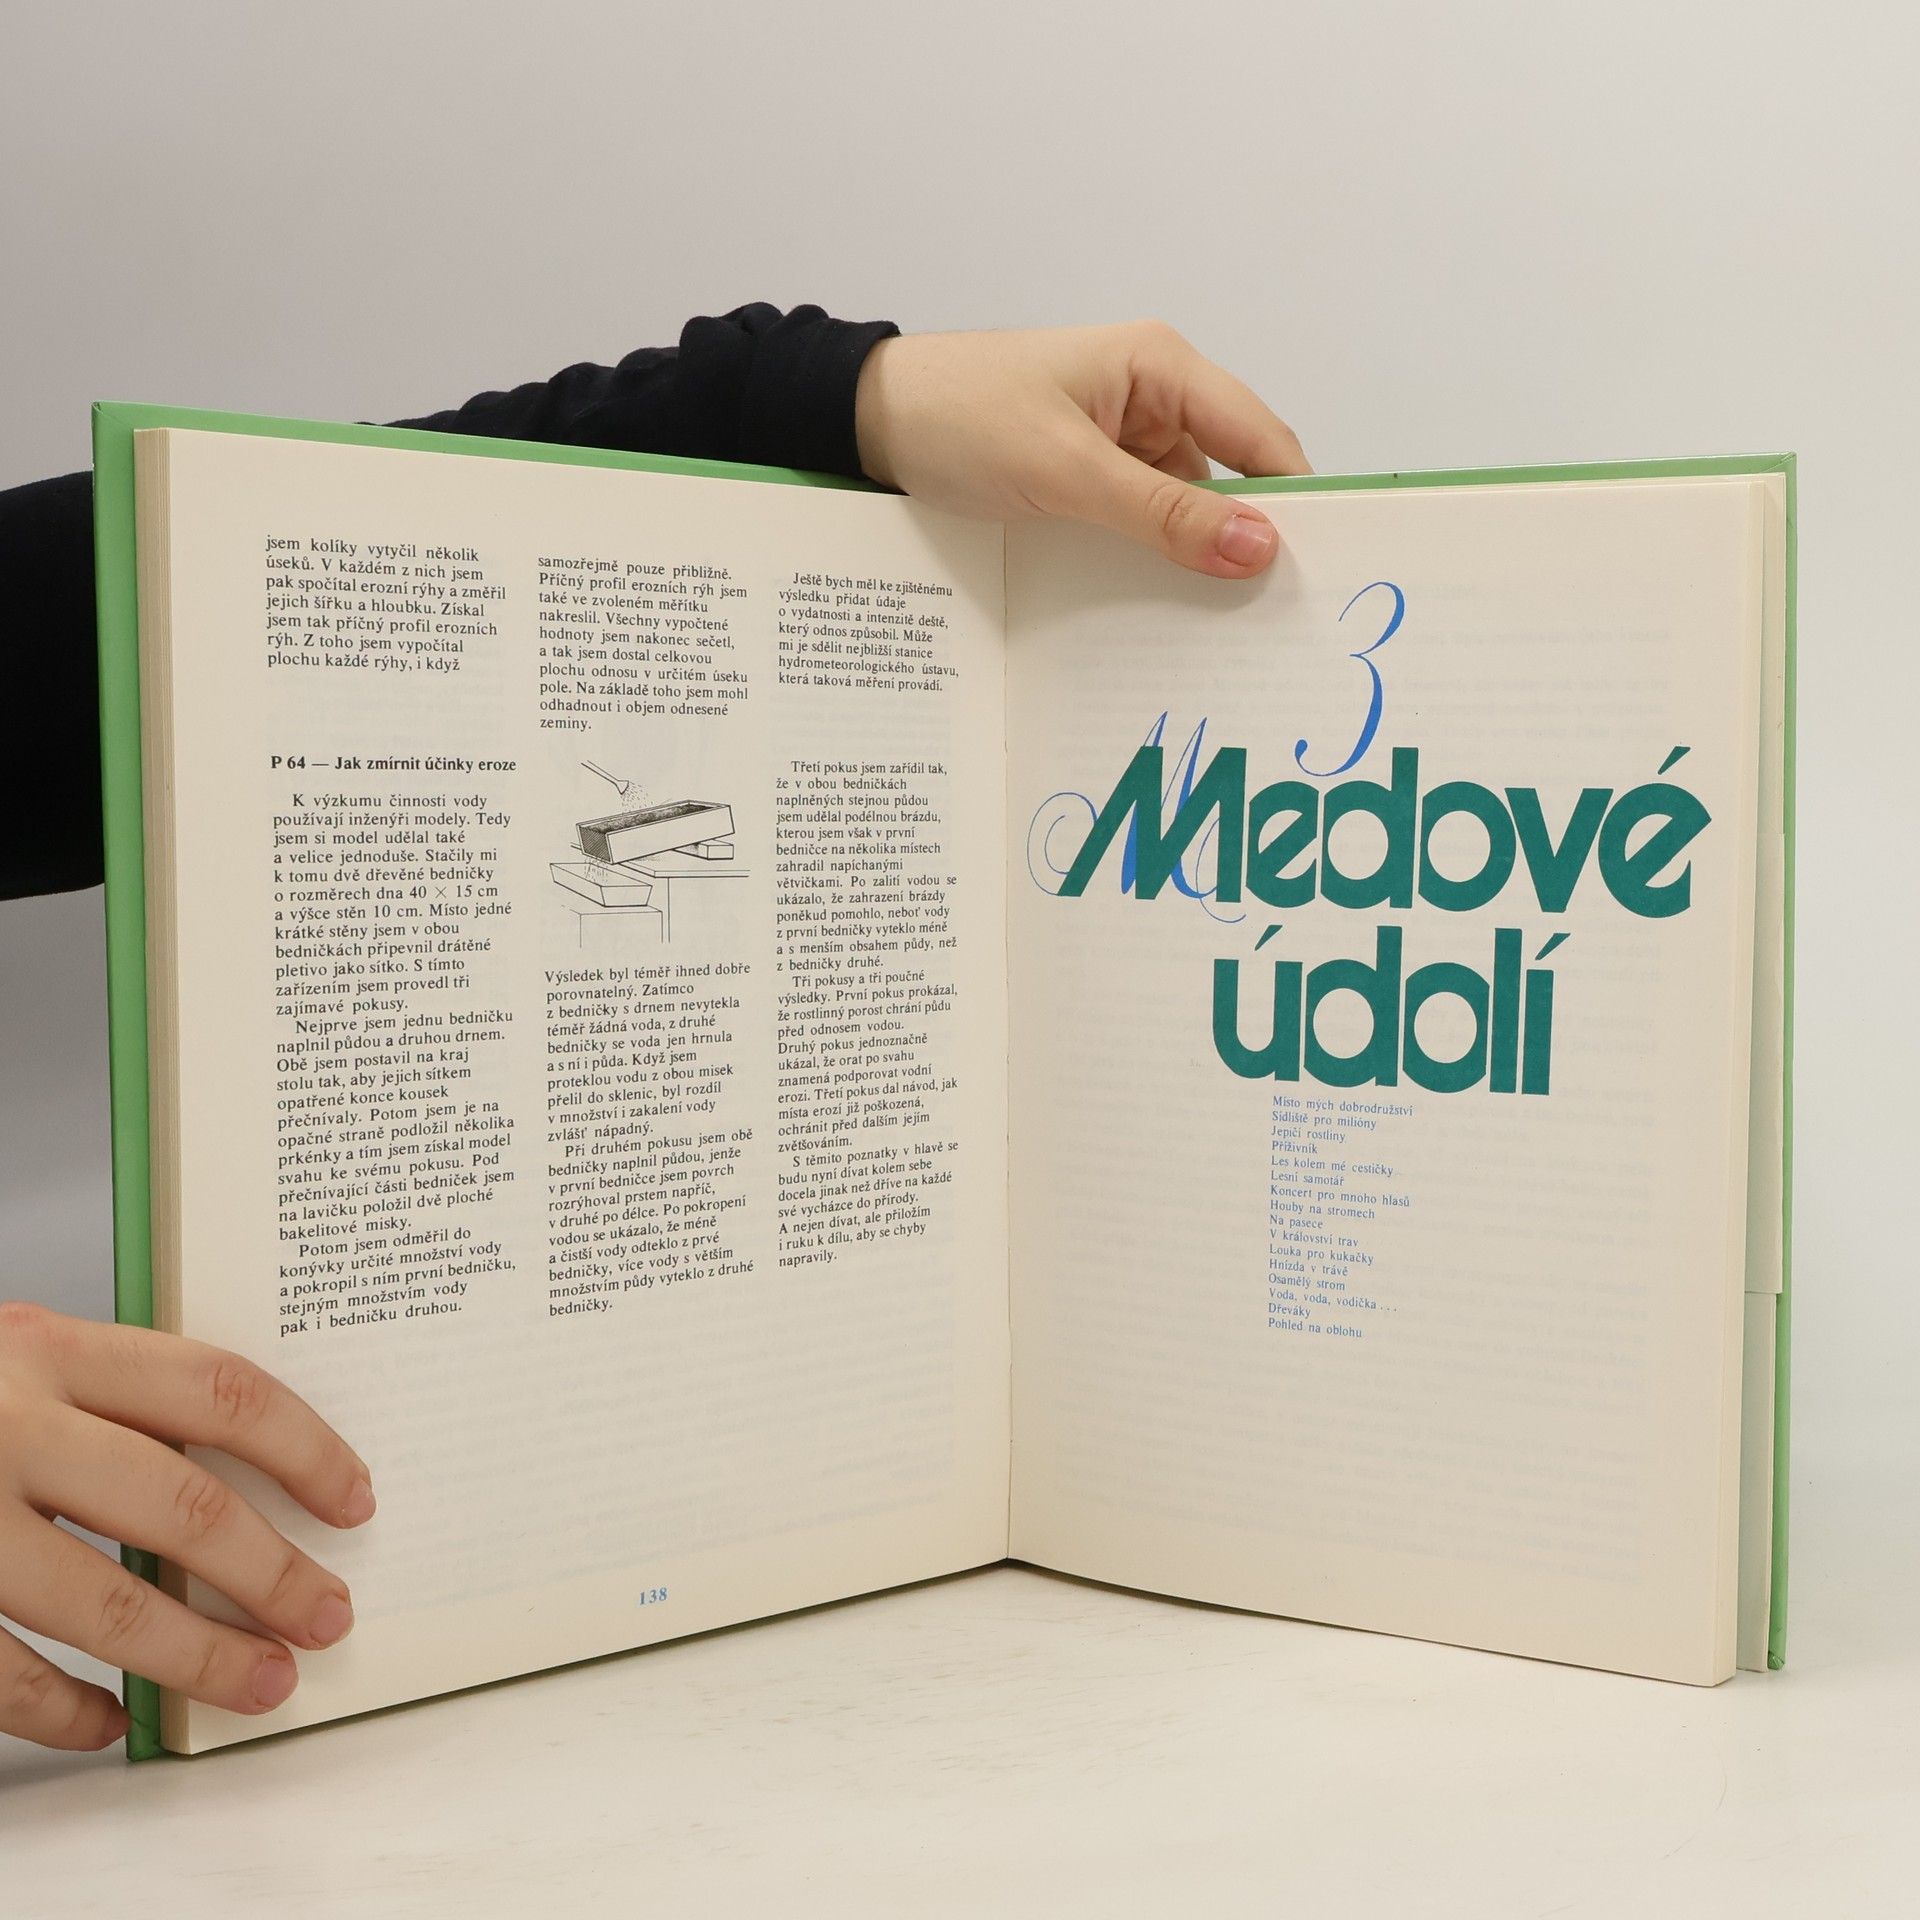 jsem kolíky vytyčil několik
úseků. V každém z nich jsem
pak spočítal erozní rýhy a změřil
jejich šířku a hloubku. Získal
jsem tak příčný profil erozních
rýh. Z toho jsem vypočítal
plochu každé rýhy, i když
samozřejmě pouze přibližně.
Příčný profil erozních rýh jsem
také ve zvoleném měřítku
nakreslil. Všechny vypočtené
hodnoty jsem nakonec sečetl,
a tak jsem dostal celkovou
plochu odnosu v určitém úseku
pole. Na základě toho jsem mohl
odhadnout i objem odnesené
zeminy.
Ještě bych měl ke zjištěnému
výsledku přidat údaje
o vydatnosti a intenzitě deště,
který odnos způsobil. Může
mi je sdělit nejbližší stanice
hydrometeorologického ústavu,
která taková měření provádí.
P 64 — Jak zmírnit účinky eroze
K výzkumu činnosti vody
používají inženýři modely. Tedy
jsem si model udělal také
a velice jednoduše. Stačily mi
k tomu dvě dřevěné bedničky
o rozměrech dna 40 × 15 cm
a výšce stěn 10 cm. Místo jedné
krátké stěny jsem v obou
bedničkách připevnil drátěné
pletivo jako sítko. S tímto
zařízením jsem provedl tři
zajímavé pokusy.
Nejprve jsem jednu bedničku
naplnil půdou a druhou drnem.
Obě jsem postavil na kraj
stolu tak, aby jejich sítkem
opatřené konce kousek
přečnívaly. Potom jsem je na
opačné straně podložil několika
prkénky a tím jsem získal model
svahu ke svému pokusu. Pod
přečnívající části bedniček jsem
na lavičku položil dvě ploché
bakelitové misky.
Potom jsem odměřil do
konývky určité množství vody
a pokropil s ním první bedničku,
stejným množstvím vody
pak i bedničku druhou.
Výsledek byl téměř ihned dobře
porovnatelný. Zatímco
z bedničky s drnem nevytekla
téměř žádná voda, z druhé
bedničky se voda jen hrnula
a s ní i půda. Když jsem
proteklou vodu z obou misek
přelil do sklenic, byl rozdíl
v množství i zakalení vody
zvlášť nápadný.
Při druhém pokusu jsem obě
bedničky naplnil půdou, jenže
v první bedničce jsem povrch
rozrýhoval prstem napříč,
v druhé po délce. Po pokropení
vodou se ukázalo, že méně
a čistší vody odteklo z prvé
bedničky, více vody s větším
množstvím půdy vyteklo z druhé
bedničky.
Třetí pokus jsem zařídil tak,
že v obou bedničkách
naplněných stejnou půdou
jsem udělal podélnou brázdu,
kterou jsem však v první
bedničce na několika místech
zahradil napíchanými
větvičkami. Po zalití vodou se
ukázalo, že zahrazení brázdy
poněkud pomohlo, neboť vody
z první bedničky vyteklo méně
a s menším obsahem půdy, než
z bedničky druhé.
Tři pokusy a tři poučné
výsledky. První pokus prokázal,
že rostlinný porost chrání půdu
před odnosem vodou.
Druhý pokus jednoznačně
ukázal, že orat po svahu
znamená podporovat vodní
erozi. Třetí pokus dal návod, jak
místa erozí již poškozená,
ochránit před dalším jejím
zvětšováním.
S těmito poznatky v hlavě se
budu nyní dívat kolem sebe
docela jinak než dříve na každé
své vycházce do přírody.
A nejen dívat, ale přiložím
i ruku k dílu, aby se chyby
napravily.
138
3
M
Medové
údolí
Místo mých dobrodružství
Sídliště pro milióny
Jepičí rostliny
Příživník
Les kolem mé cestičky
Lesní samotář
Koncert pro mnoho hlasů
Houby na stromech
Na pasece
V království trav
Louka pro kukačky
Hnízda v trávě
Osamělý strom
Voda, voda, vodička . . .
Dřeváky
Pohled na oblohu